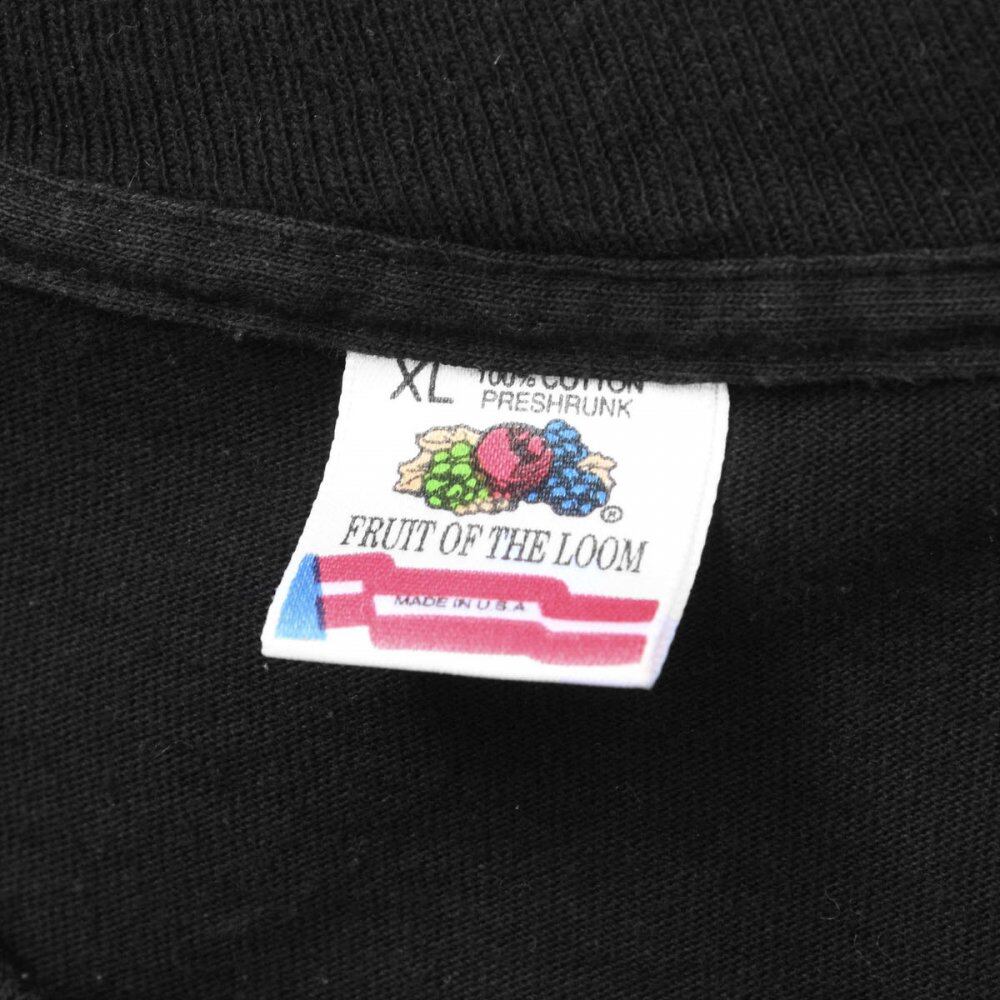 XL 100% COTTON
PRESHRUNK
®
FRUIT OF THE LOOM
MADE IN U.S.A.